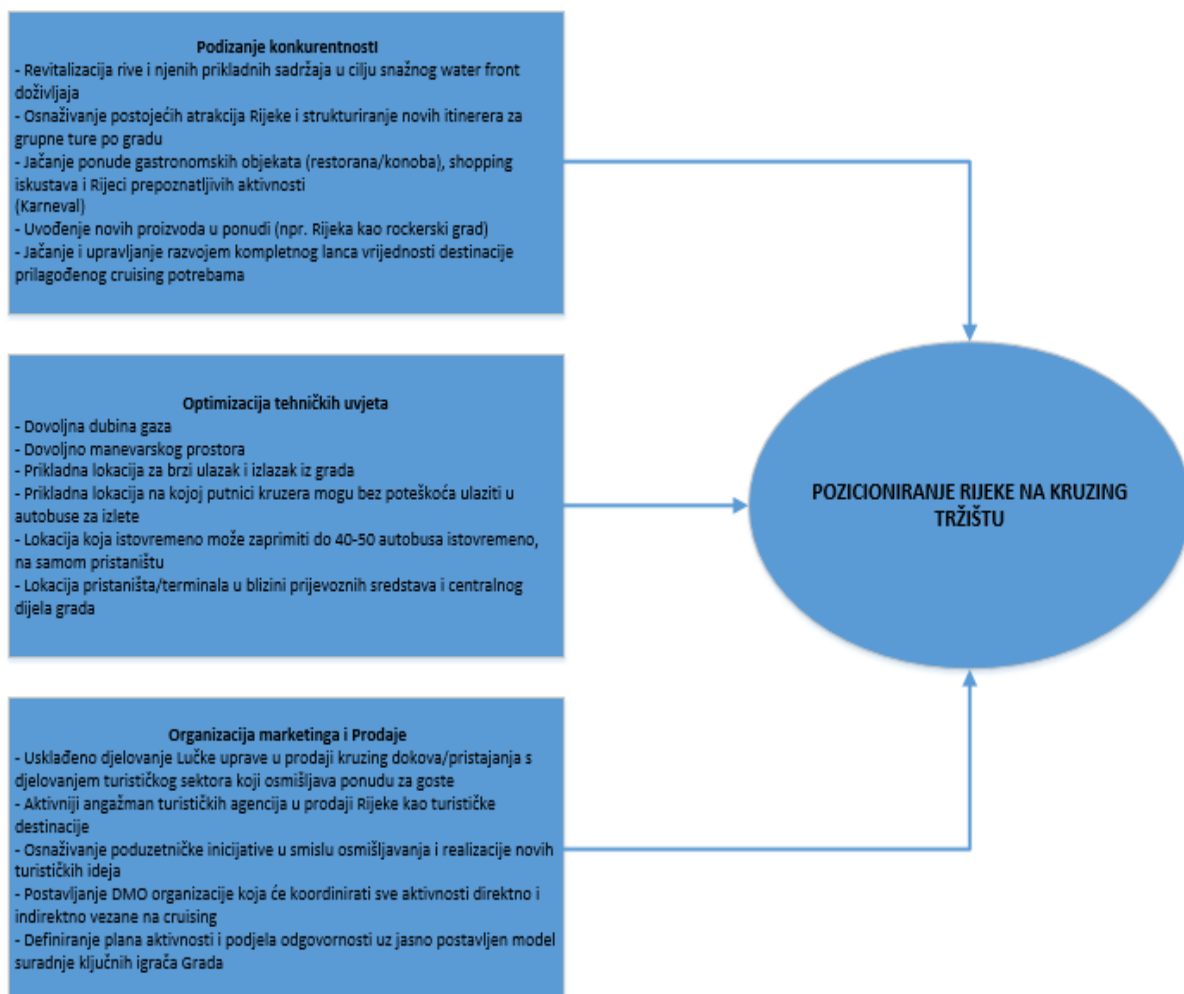 Podizanje konkurentnosti
- Revitalizacija rive i njenih prikladnih sadržaja u cilju snažnog water front
doživljaja
- Osnaživanje postojećih atrakcija Rijeke i strukturiranje novih itinerera za
grupne ture po gradu
- Jačanje ponude gastronomskih objekata (restorana/konoba), shopping
iskustava i Rijeci prepoznatljivih aktivnosti
(Karneval)
- Uvođenje novih proizvoda u ponudi (npr. Rijeka kao rockerski grad)
- Jačanje i upravljanje razvojem kompletnog lanca vrijednosti destinacije
prilagođenog cruising potrebama
Optimizacija tehničkih uvjeta
- Dovoljna dubina gaza
- Dovoljno manevarskog prostora
- Prikladna lokacija za brzi ulazak i izlazak iz grada
- Prikladna lokacija na kojoj putnici kruzera mogu bez poteškoća ulaziti u
autobuse za izlete
- Lokacija koja istovremeno može zaprimiti do 40-50 autobusa istovremeno,
na samom pristaništu
- Lokacija pristaništa/terminala u blizini prijevoznih sredstava i centralnog
dijela grada
Organizacija marketinga i Prodaje
- Usklađeno djelovanje Lučke uprave u prodaji kruzing dokova/pristajanja s
djelovanjem turističkog sektora koji osmišljava ponudu za goste
- Aktivniji angažman turističkih agencija u prodaji Rijeke kao turističke
destinacije
- Osnaživanje poduzetničke inicijative u smislu osmišljavanja i realizacije novih
turističkih ideja
- Postavljanje DMO organizacije koja će koordinirati sve aktivnosti direktno i
indirektno vezane na cruising
- Definiranje plana aktivnosti i podjela odgovornosti uz jasno postavljen model
suradnje ključnih igrača Grada
POZICIONIRANJE RIJEKE NA KRUZING
TRŽIŠTU